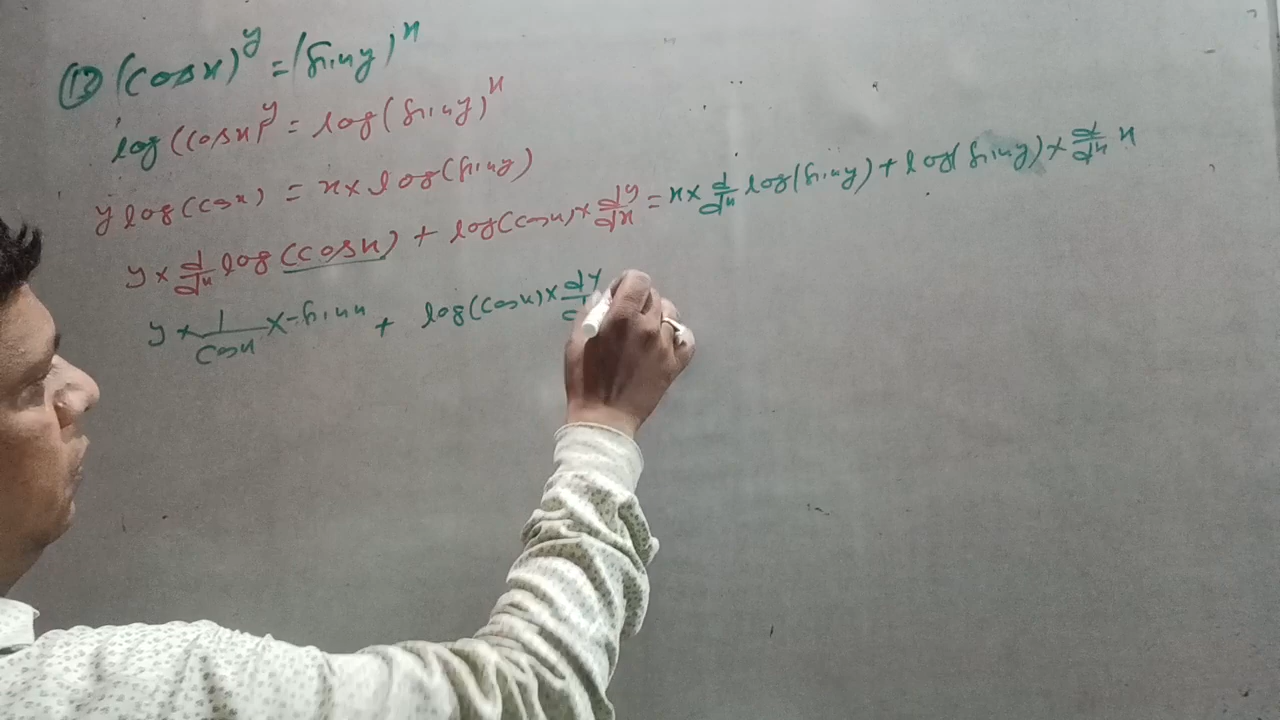 (13) (cosx)^y = (siny)^x
log(cosx)^y = log(siny)^x
y log(cosx) = x × log(siny)
y × d/dx log(cosx) + log(cosx) × dy/dx = x × d/dx log(siny) + log(siny) × d/dx x
y × 1/cosx × -sinx + log(cosx) × dy/d